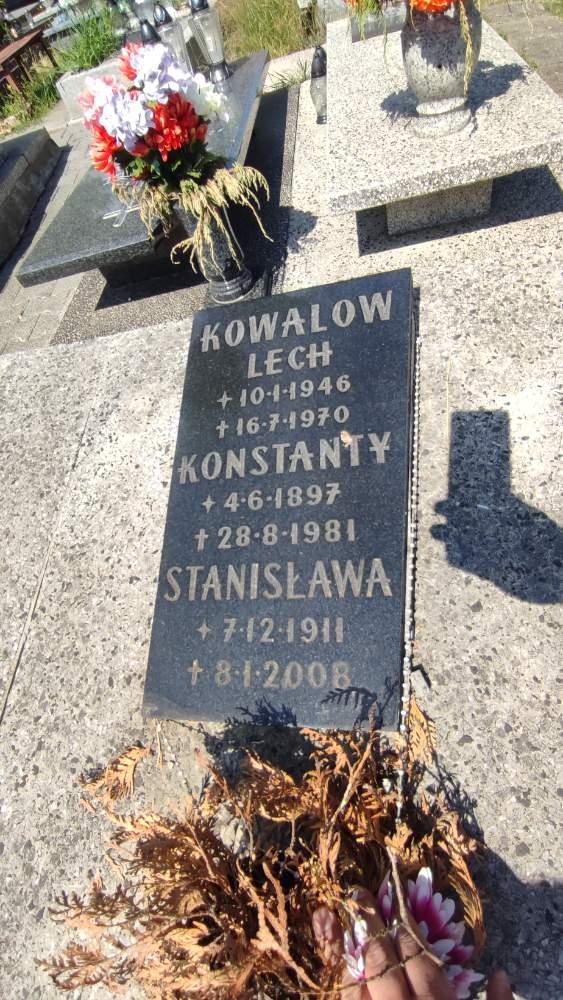 KOWALOW
LECH
+10·1·1946
+16·7·1970
KONSTANTY
+4·6·1897
+28·8·1981
STANISŁAWA
+7·12·1911
+8·1·2008